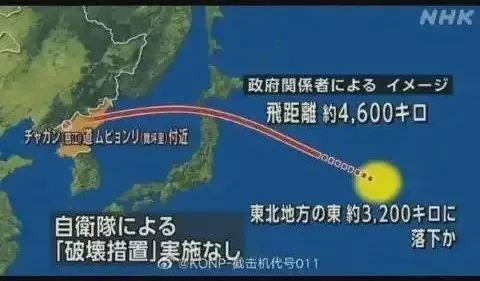 NHK
政府関係者による イメージ
飛距離 約4,600キロ
チャガン(慈江)道 ムピョンリ(舞坪里)付近
東北地方の東 約3,200キロに
落下か
自衛隊による
「破壊措置」実施なし
@KONP-截击机代号011